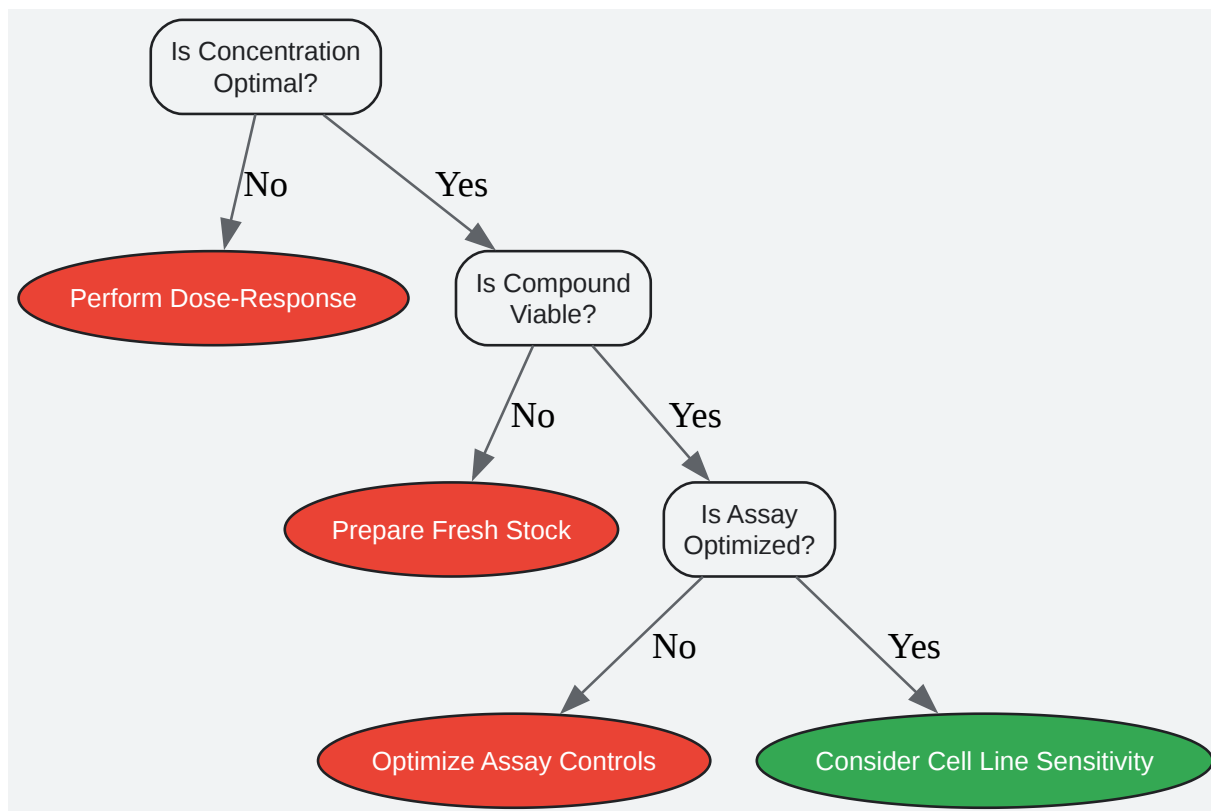 Is Concentration
Optimal?
No
Yes
Perform Dose-Response
Is Compound
Viable?
No
Yes
Prepare Fresh Stock
Is Assay
Optimized?
No
Yes
Optimize Assay Controls
Consider Cell Line Sensitivity